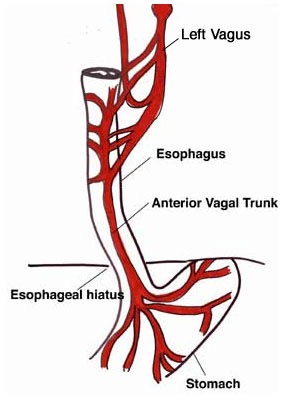 Left Vagus
Esophagus
Anterior Vagal Trunk
Esophageal hiatus
Stomach